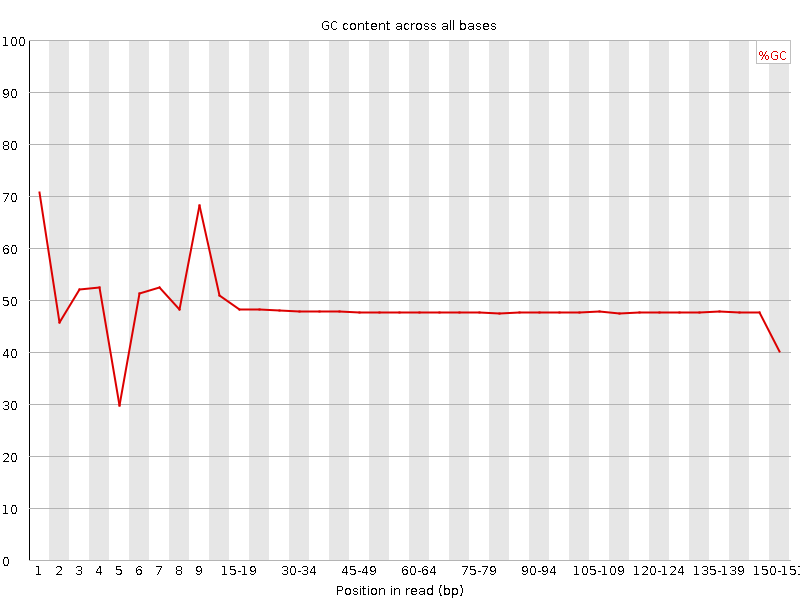 GC content across all bases
%GC
100
90
80
70
60
50
40
30
20
10
0
1 2 3 4 5 6 7 8 9 15-19 30-34 45-49 60-64 75-79 90-94 105-109 120-124 135-139 150-151
Position in read (bp)